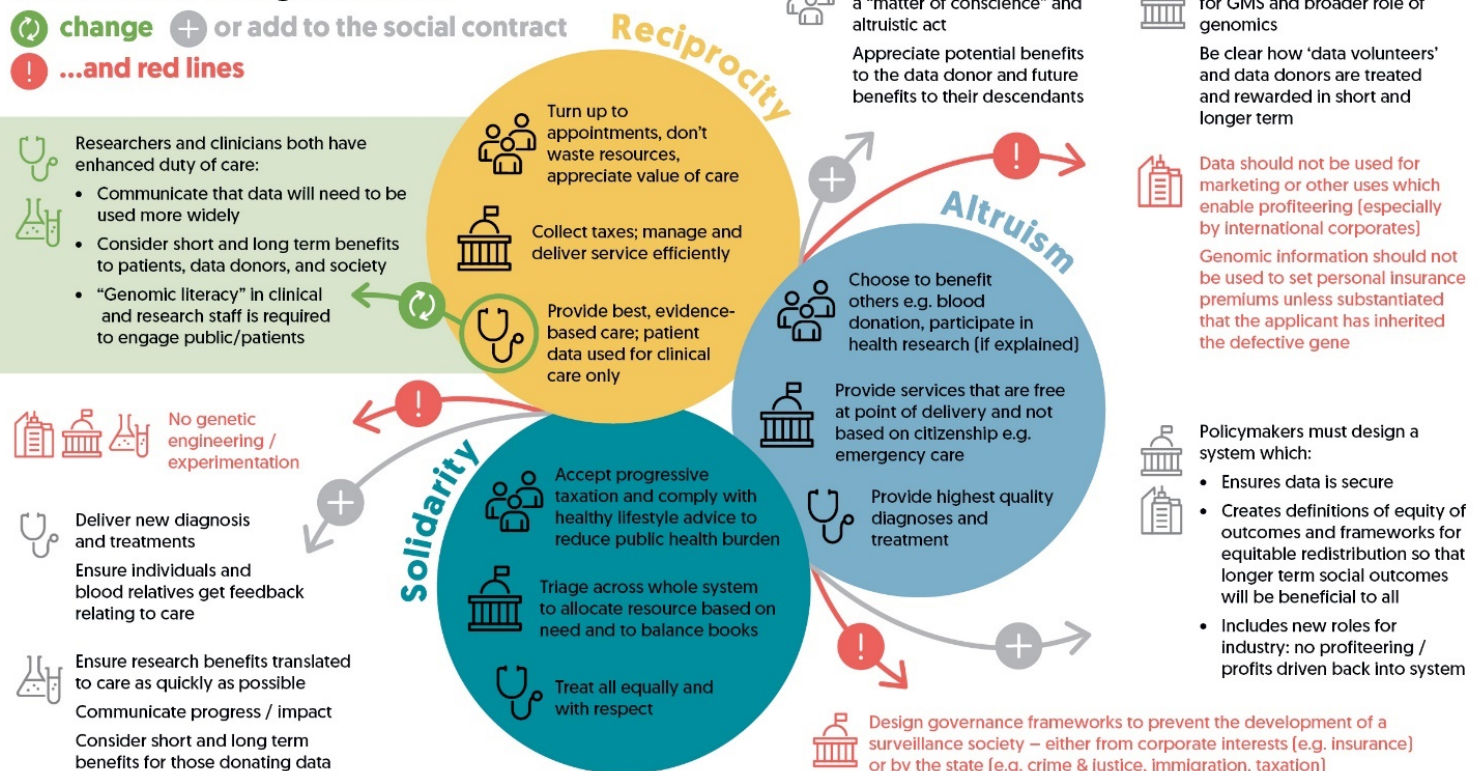 change + or add to the social contract
! ...and red lines
Researchers and clinicians both have
enhanced duty of care:
• Communicate that data will need to be
used more widely
• Consider short and long term benefits
to patients, data donors, and society
• “Genomic literacy” in clinical
and research staff is required
to engage public/patients
No genetic
engineering /
experimentation
Deliver new diagnosis
and treatments
Ensure individuals and
blood relatives get feedback
relating to care
Ensure research benefits translated
to care as quickly as possible
Communicate progress / impact
Consider short and long term
benefits for those donating data
Reciprocity
Turn up to
appointments, don’t
waste resources,
appreciate value of care
Collect taxes; manage and
deliver service efficiently
Provide best, evidence-
based care; patient
data used for clinical
care only
Solidarity
Accept progressive
taxation and comply with
healthy lifestyle advice to
reduce public health burden
Triage across whole system
to allocate resource based on
need and to balance books
Treat all equally and
with respect
a “matter of conscience” and
altruistic act
Appreciate potential benefits
to the data donor and future
benefits to their descendants
Altruism
Choose to benefit
others e.g. blood
donation, participate in
health research (if explained)
Provide services that are free
at point of delivery and not
based on citizenship e.g.
emergency care
Provide highest quality
diagnoses and
treatment
for GMS and broader role of
genomics
Be clear how ‘data volunteers’
and data donors are treated
and rewarded in short and
longer term
Data should not be used for
marketing or other uses which
enable profiteering (especially
by international corporates)
Genomic information should not
be used to set personal insurance
premiums unless substantiated
that the applicant has inherited
the defective gene
Policymakers must design a
system which:
• Ensures data is secure
• Creates definitions of equity of
outcomes and frameworks for
equitable redistribution so that
longer term social outcomes
will be beneficial to all
• Includes new roles for
industry: no profiteering /
profits driven back into system
Design governance frameworks to prevent the development of a
surveillance society – either from corporate interests (e.g. insurance)
or by the state (e.g. crime & justice, immigration, taxation)